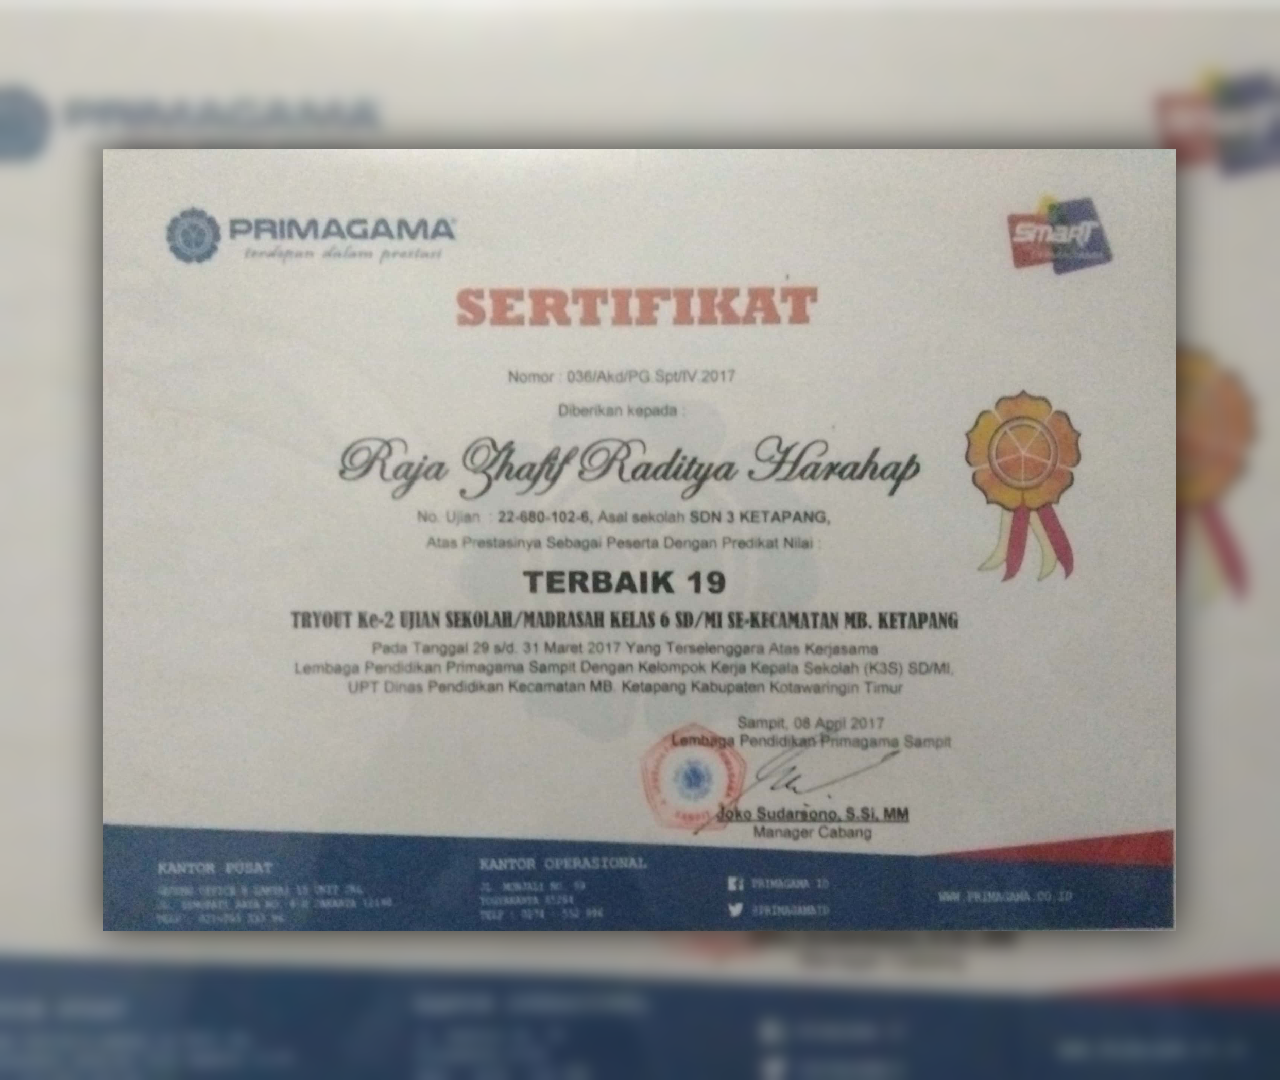 PRIMAGAMA
terdepan dalam prestasi
SMART
SERTIFIKAT
Nomor : 036/Akd/PG.Spt/IV.2017
Diberikan kepada :
Raja Zhafif Raditya Harahap
No. Ujian : 22-680-102-6, Asal sekolah SDN 3 KETAPANG,
Atas Prestasinya Sebagai Peserta Dengan Predikat Nilai :
TERBAIK 19
TRYOUT Ke-2 UJIAN SEKOLAH/MADRASAH KELAS 6 SD/MI SE-KECAMATAN MB. KETAPANG
Pada Tanggal 29 s/d. 31 Maret 2017 Yang Terselenggara Atas Kerjasama
Lembaga Pendidikan Primagama Sampit Dengan Kelompok Kerja Kepala Sekolah (K3S) SD/MI,
UPT Dinas Pendidikan Kecamatan MB. Ketapang Kabupaten Kotawaringin Timur
Sampit, 08 April 2017
Lembaga Pendidikan Primagama Sampit
Joko Sudarsono, S.Si, MM
Manager Cabang
KANTOR PUSAT
KANTOR OPERASIONAL
PRIMAGAMA ID
@PRIMAGAMAID
WWW.PRIMAGAMA.CO.ID